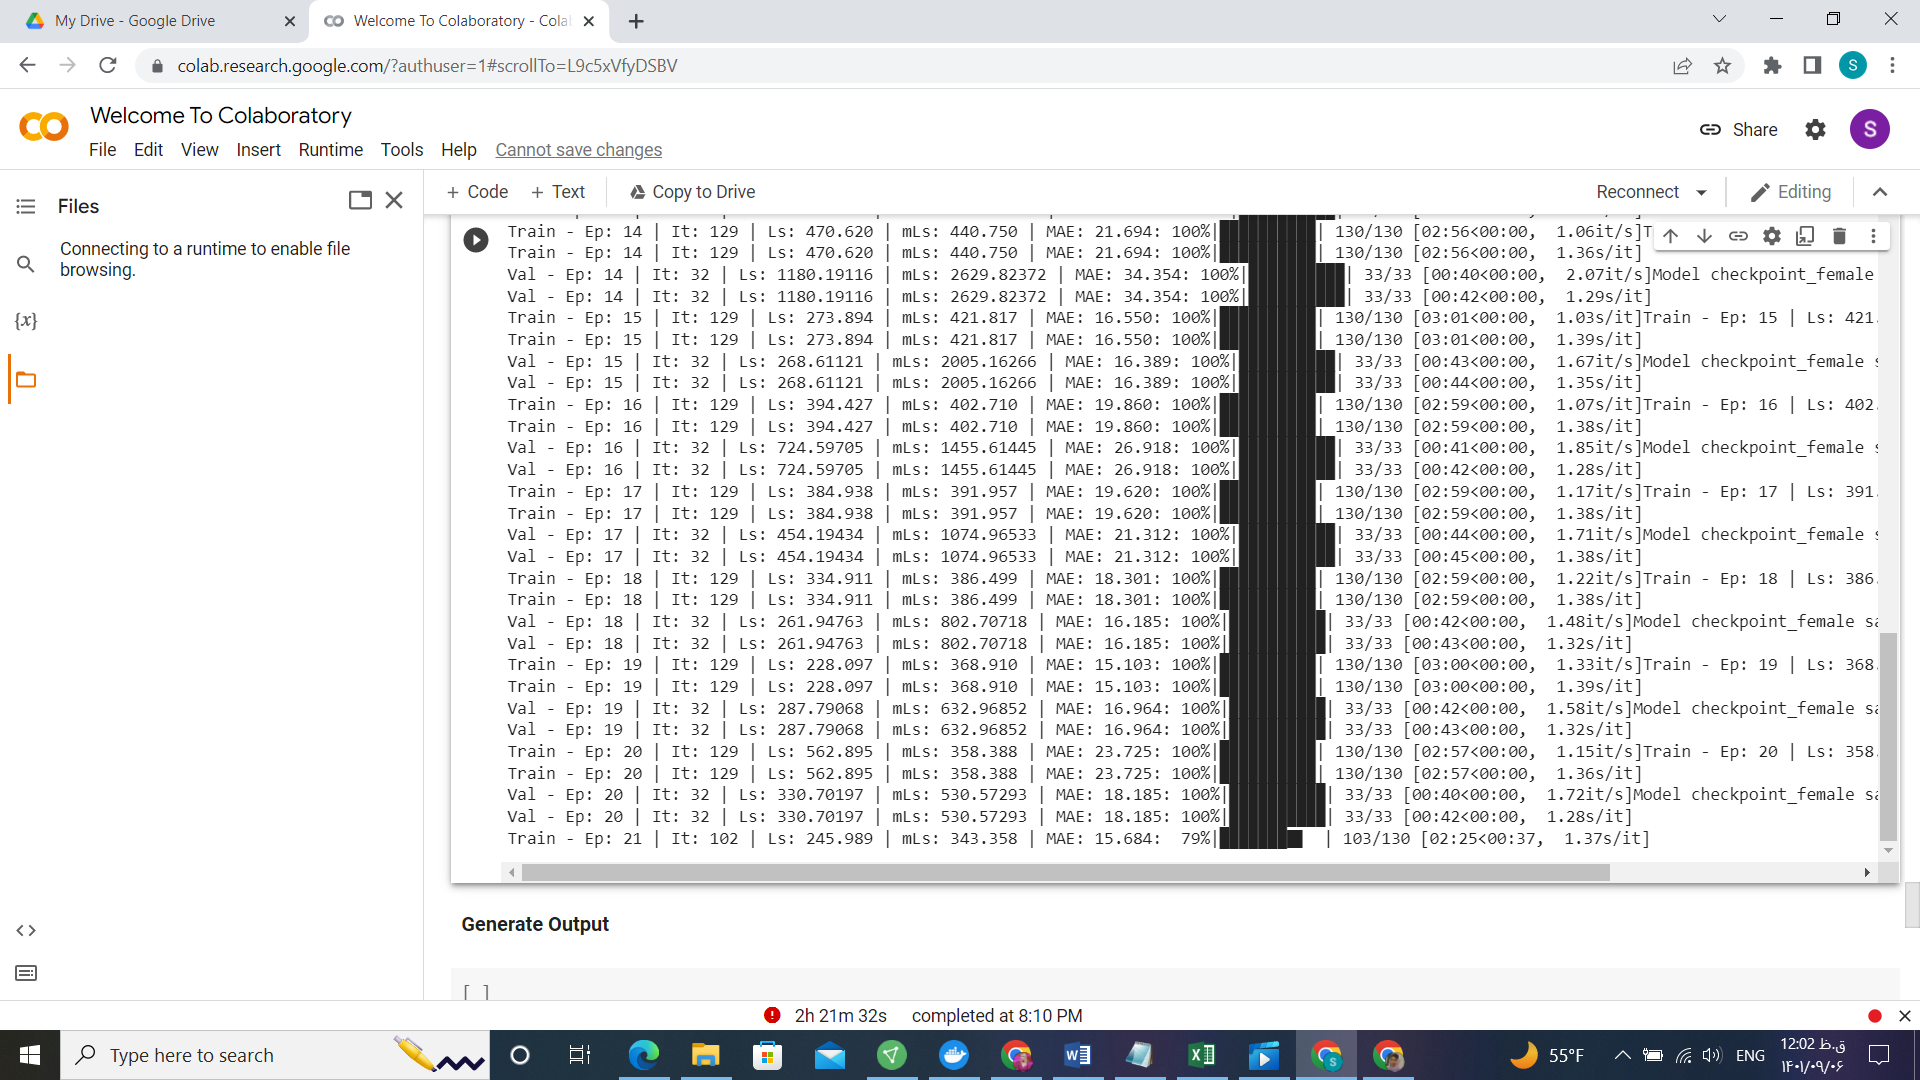 My Drive - Google Drive
Welcome To Colaboratory - Cola
colab.research.google.com/?authuser=1#scrollTo=L9c5xVfyDSBV
S
Welcome To Colaboratory
File Edit View Insert Runtime Tools Help Cannot save changes
Share
S
Files
Connecting to a runtime to enable file
browsing.
{x}
+ Code + Text Copy to Drive
Reconnect Editing
Train - Ep: 14 | It: 129 | Ls: 470.620 | mLs: 440.750 | MAE: 21.694: 100%|██████████| 130/130 [02:56<00:00, 1.06it/s]T
Train - Ep: 14 | It: 129 | Ls: 470.620 | mLs: 440.750 | MAE: 21.694: 100%|██████████| 130/130 [02:56<00:00, 1.36s/it]
Val - Ep: 14 | It: 32 | Ls: 1180.19116 | mLs: 2629.82372 | MAE: 34.354: 100%|██████████| 33/33 [00:40<00:00, 2.07it/s]Model checkpoint_female
Val - Ep: 14 | It: 32 | Ls: 1180.19116 | mLs: 2629.82372 | MAE: 34.354: 100%|██████████| 33/33 [00:42<00:00, 1.29s/it]
Train - Ep: 15 | It: 129 | Ls: 273.894 | mLs: 421.817 | MAE: 16.550: 100%|██████████| 130/130 [03:01<00:00, 1.03s/it]Train - Ep: 15 | Ls: 421.
Train - Ep: 15 | It: 129 | Ls: 273.894 | mLs: 421.817 | MAE: 16.550: 100%|██████████| 130/130 [03:01<00:00, 1.39s/it]
Val - Ep: 15 | It: 32 | Ls: 268.61121 | mLs: 2005.16266 | MAE: 16.389: 100%|██████████| 33/33 [00:43<00:00, 1.67it/s]Model checkpoint_female s
Val - Ep: 15 | It: 32 | Ls: 268.61121 | mLs: 2005.16266 | MAE: 16.389: 100%|██████████| 33/33 [00:44<00:00, 1.35s/it]
Train - Ep: 16 | It: 129 | Ls: 394.427 | mLs: 402.710 | MAE: 19.860: 100%|██████████| 130/130 [02:59<00:00, 1.07it/s]Train - Ep: 16 | Ls: 402.
Train - Ep: 16 | It: 129 | Ls: 394.427 | mLs: 402.710 | MAE: 19.860: 100%|██████████| 130/130 [02:59<00:00, 1.38s/it]
Val - Ep: 16 | It: 32 | Ls: 724.59705 | mLs: 1455.61445 | MAE: 26.918: 100%|██████████| 33/33 [00:41<00:00, 1.85it/s]Model checkpoint_female s
Val - Ep: 16 | It: 32 | Ls: 724.59705 | mLs: 1455.61445 | MAE: 26.918: 100%|██████████| 33/33 [00:42<00:00, 1.28s/it]
Train - Ep: 17 | It: 129 | Ls: 384.938 | mLs: 391.957 | MAE: 19.620: 100%|██████████| 130/130 [02:59<00:00, 1.17it/s]Train - Ep: 17 | Ls: 391.
Train - Ep: 17 | It: 129 | Ls: 384.938 | mLs: 391.957 | MAE: 19.620: 100%|██████████| 130/130 [02:59<00:00, 1.38s/it]
Val - Ep: 17 | It: 32 | Ls: 454.19434 | mLs: 1074.96533 | MAE: 21.312: 100%|██████████| 33/33 [00:44<00:00, 1.71it/s]Model checkpoint_female s
Val - Ep: 17 | It: 32 | Ls: 454.19434 | mLs: 1074.96533 | MAE: 21.312: 100%|██████████| 33/33 [00:45<00:00, 1.38s/it]
Train - Ep: 18 | It: 129 | Ls: 334.911 | mLs: 386.499 | MAE: 18.301: 100%|██████████| 130/130 [02:59<00:00, 1.22it/s]Train - Ep: 18 | Ls: 386.
Train - Ep: 18 | It: 129 | Ls: 334.911 | mLs: 386.499 | MAE: 18.301: 100%|██████████| 130/130 [02:59<00:00, 1.38s/it]
Val - Ep: 18 | It: 32 | Ls: 261.94763 | mLs: 802.70718 | MAE: 16.185: 100%|██████████| 33/33 [00:42<00:00, 1.48it/s]Model checkpoint_female sa
Val - Ep: 18 | It: 32 | Ls: 261.94763 | mLs: 802.70718 | MAE: 16.185: 100%|██████████| 33/33 [00:43<00:00, 1.32s/it]
Train - Ep: 19 | It: 129 | Ls: 228.097 | mLs: 368.910 | MAE: 15.103: 100%|██████████| 130/130 [03:00<00:00, 1.33it/s]Train - Ep: 19 | Ls: 368.
Train - Ep: 19 | It: 129 | Ls: 228.097 | mLs: 368.910 | MAE: 15.103: 100%|██████████| 130/130 [03:00<00:00, 1.39s/it]
Val - Ep: 19 | It: 32 | Ls: 287.79068 | mLs: 632.96852 | MAE: 16.964: 100%|██████████| 33/33 [00:42<00:00, 1.58it/s]Model checkpoint_female sa
Val - Ep: 19 | It: 32 | Ls: 287.79068 | mLs: 632.96852 | MAE: 16.964: 100%|██████████| 33/33 [00:43<00:00, 1.32s/it]
Train - Ep: 20 | It: 129 | Ls: 562.895 | mLs: 358.388 | MAE: 23.725: 100%|██████████| 130/130 [02:57<00:00, 1.15it/s]Train - Ep: 20 | Ls: 358.
Train - Ep: 20 | It: 129 | Ls: 562.895 | mLs: 358.388 | MAE: 23.725: 100%|██████████| 130/130 [02:57<00:00, 1.36s/it]
Val - Ep: 20 | It: 32 | Ls: 330.70197 | mLs: 530.57293 | MAE: 18.185: 100%|██████████| 33/33 [00:40<00:00, 1.72it/s]Model checkpoint_female sa
Val - Ep: 20 | It: 32 | Ls: 330.70197 | mLs: 530.57293 | MAE: 18.185: 100%|██████████| 33/33 [00:42<00:00, 1.28s/it]
Train - Ep: 21 | It: 102 | Ls: 245.989 | mLs: 343.358 | MAE: 15.684: 79%|████████ | 103/130 [02:25<00:37, 1.37s/it]
Generate Output
[ ]
2h 21m 32s completed at 8:10 PM
Type here to search
55°F
ENG
12:02 ق.ظ
۱۴۰۱/۰۹/۰۶